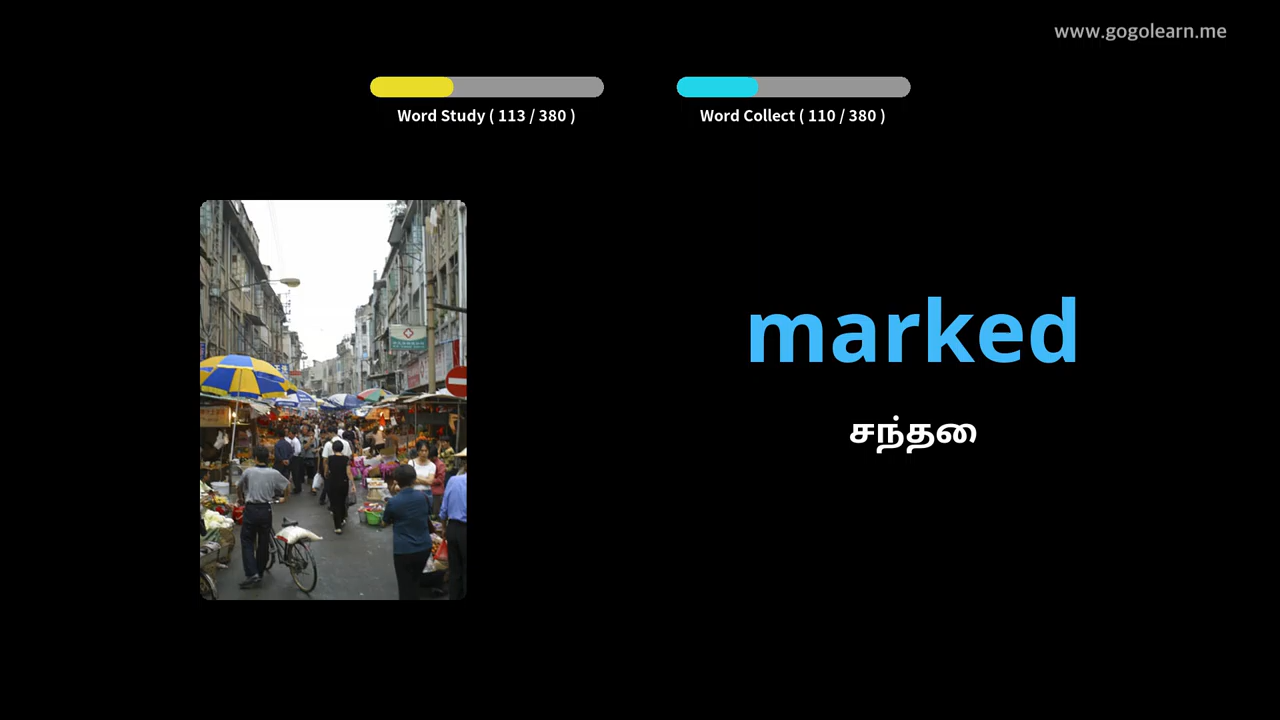 www.gogolearn.me
Word Study ( 113 / 380 )
Word Collect ( 110 / 380 )
marked
சந்தை